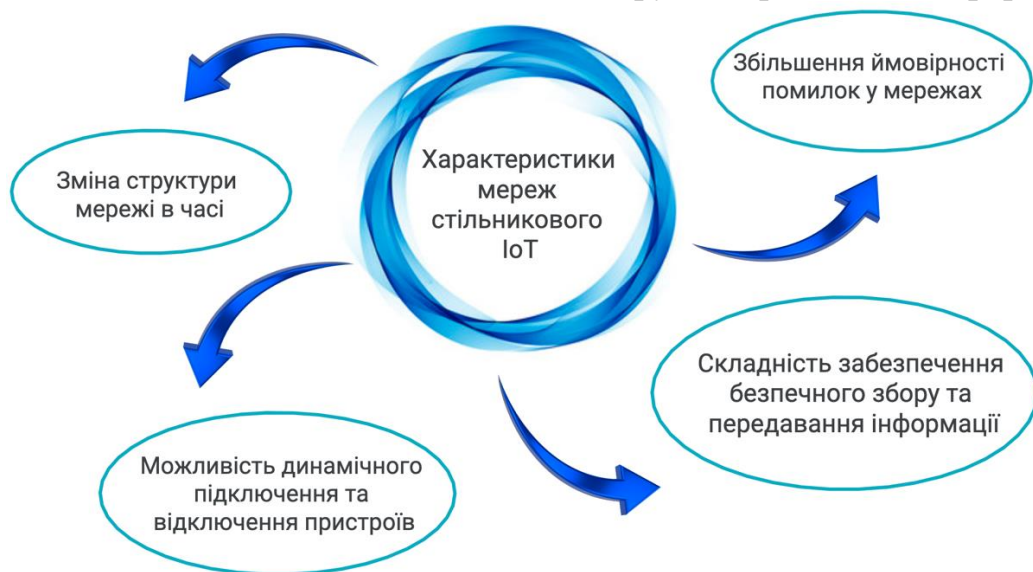 Характеристики
мереж
стільникового
IoT
Зміна структури
мережі в часі
Можливість динамічного
підключення та
відключення пристроїв
Збільшення ймовірності
помилок у мережах
Складність забезпечення
безпечного збору та
передавання інформації